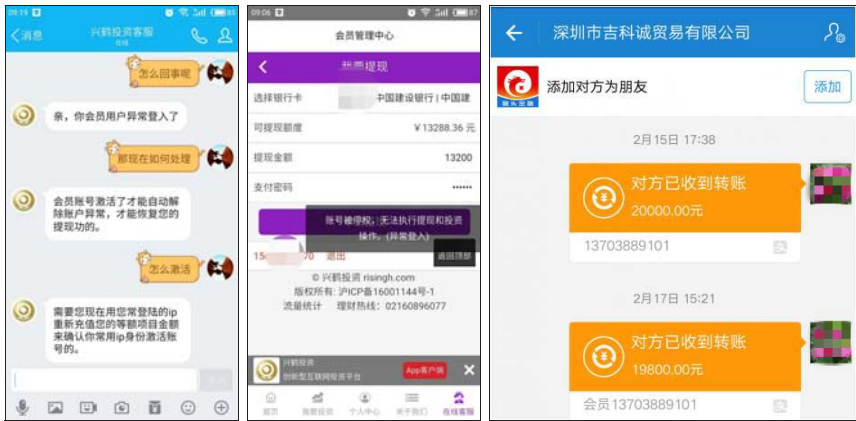 09:19
消息
兴鹤投资客服
在线
怎么回事呢
亲，你会员用户异常登入了
那现在如何处理
会员账号激活了才能自动解
除账户异常，才能恢复您的
提现功的。
怎么激活
需要您现在用您常登陆的ip
重新充值您的等额项目金额
来确认你常用ip身份激活账
号的。
09:06
87
会员管理中心
我要提现
选择银行卡
中国建设银行 | 中国建
可提现额度
￥13288.36 元
提现金额
13200
支付密码
••••••
账号被停权，无法执行提现和投资
操作。(异常登入)
15
70 退出
返回顶部
© 兴鹤投资 risingh.com
版权所有: 沪ICP备16001144号-1
流量统计 理财热线：02160896077
兴鹤投资
创新型互联网投资平台
App客户端
首页
我要投资
个人中心
关于我们
在线客服
深圳市吉科诚贸易有限公司
龙头金融
添加对方为朋友
添加
2月15日 17:38
对方已收到转账
20000.00元
13703889101
2月17日 15:21
对方已收到转账
19800.00元
会员13703889101